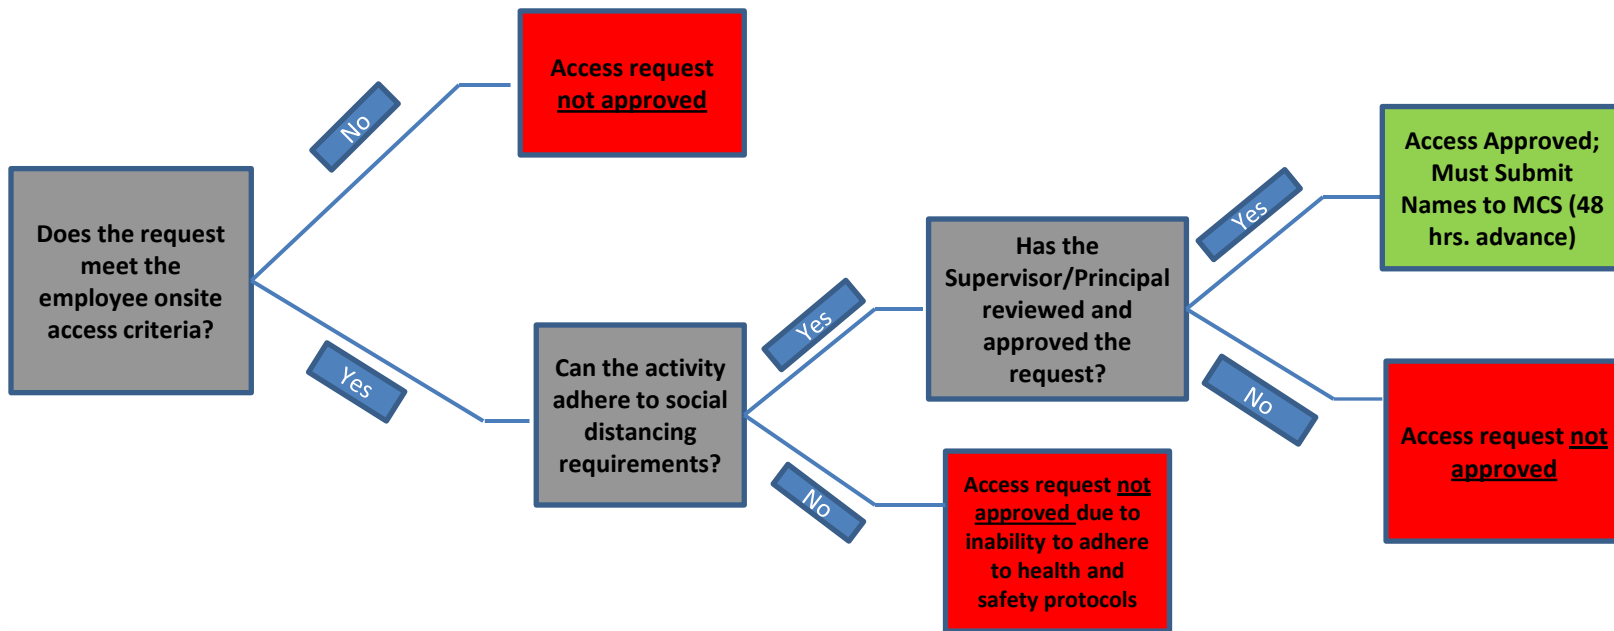 Access request
not approved
No
Does the request
meet the
employee onsite
access criteria?
Yes
Can the activity
adhere to social
distancing
requirements?
Yes
No
Has the
Supervisor/Principal
reviewed and
approved the
request?
Access request not
approved due to
inability to adhere
to health and
safety protocols
Yes
No
Access Approved;
Must Submit
Names to MCS (48
hrs. advance)
Access request not
approved